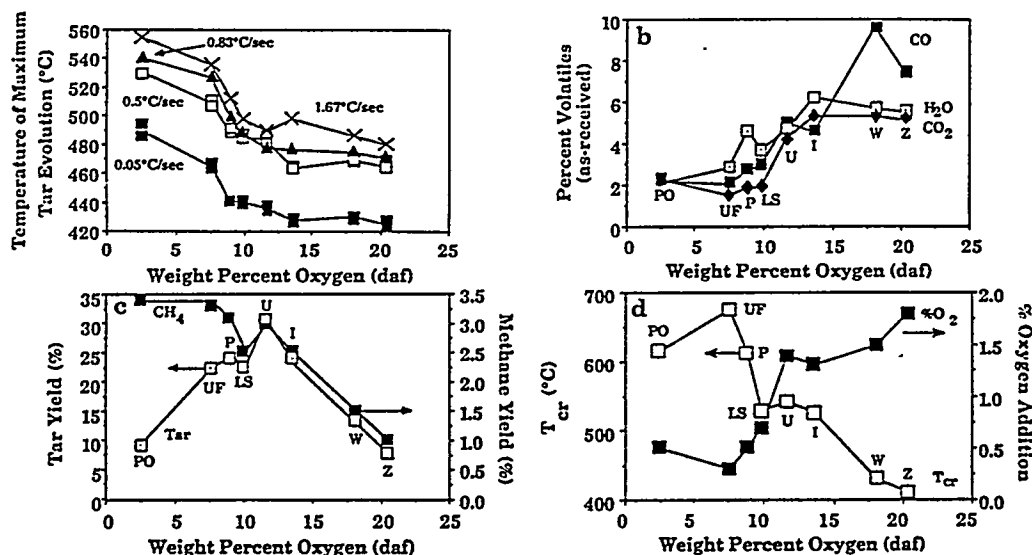 560
540
520
500
480
460
440
420
0 5 10 15 20 25
Temperature of Maximum
Tar Evolution (°C)
0.83°C/sec
0.5°C/sec
1.67°C/sec
0.05°C/sec
Weight Percent Oxygen (daf)
b
10
8
6
4
2
0
0 5 10 15 20 25
Percent Volatiles
(as-received)
CO
H2O
CO2
PO
UF
P
LS
U
I
W
Z
Weight Percent Oxygen (daf)
c
35
30
25
20
15
10
5
0
0 5 10 15 20 25
3.5
3.0
2.5
2.0
1.5
1.0
0.5
0.0
Tar Yield (%)
Methane Yield (%)
CH4
Tar
PO
UF
P
LS
U
I
W
Z
Weight Percent Oxygen (daf)
d
700
600
500
400
0 5 10 15 20 25
2.0
1.5
1.0
0.5
0.0
Tcr (°C)
% Oxygen Addition
PO
UF
P
LS
U
I
W
Z
%O2
Tcr
Weight Percent Oxygen (daf)